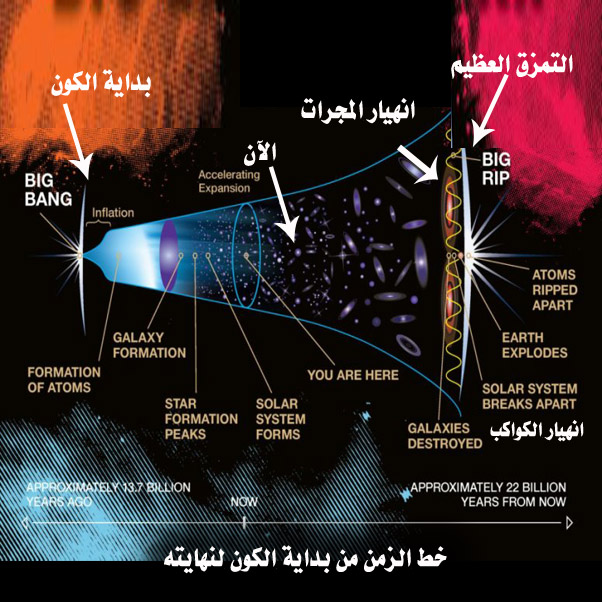 التمزق العظيم
بداية الكون
انهيار المجرات
الآن
BIG
BANG
BIG
RIP
Accelerating
Expansion
Inflation
ATOMS
RIPPED
APART
GALAXY
FORMATION
EARTH
EXPLODES
FORMATION
OF ATOMS
YOU ARE HERE
SOLAR SYSTEM
BREAKS APART
STAR
FORMATION
PEAKS
SOLAR
SYSTEM
FORMS
GALAXIES
DESTROYED
انهيار الكواكب
APPROXIMATELY 13.7 BILLION
YEARS AGO
NOW
APPROXIMATELY 22 BILLION
YEARS FROM NOW
خط الزمن من بداية الكون لنهايته